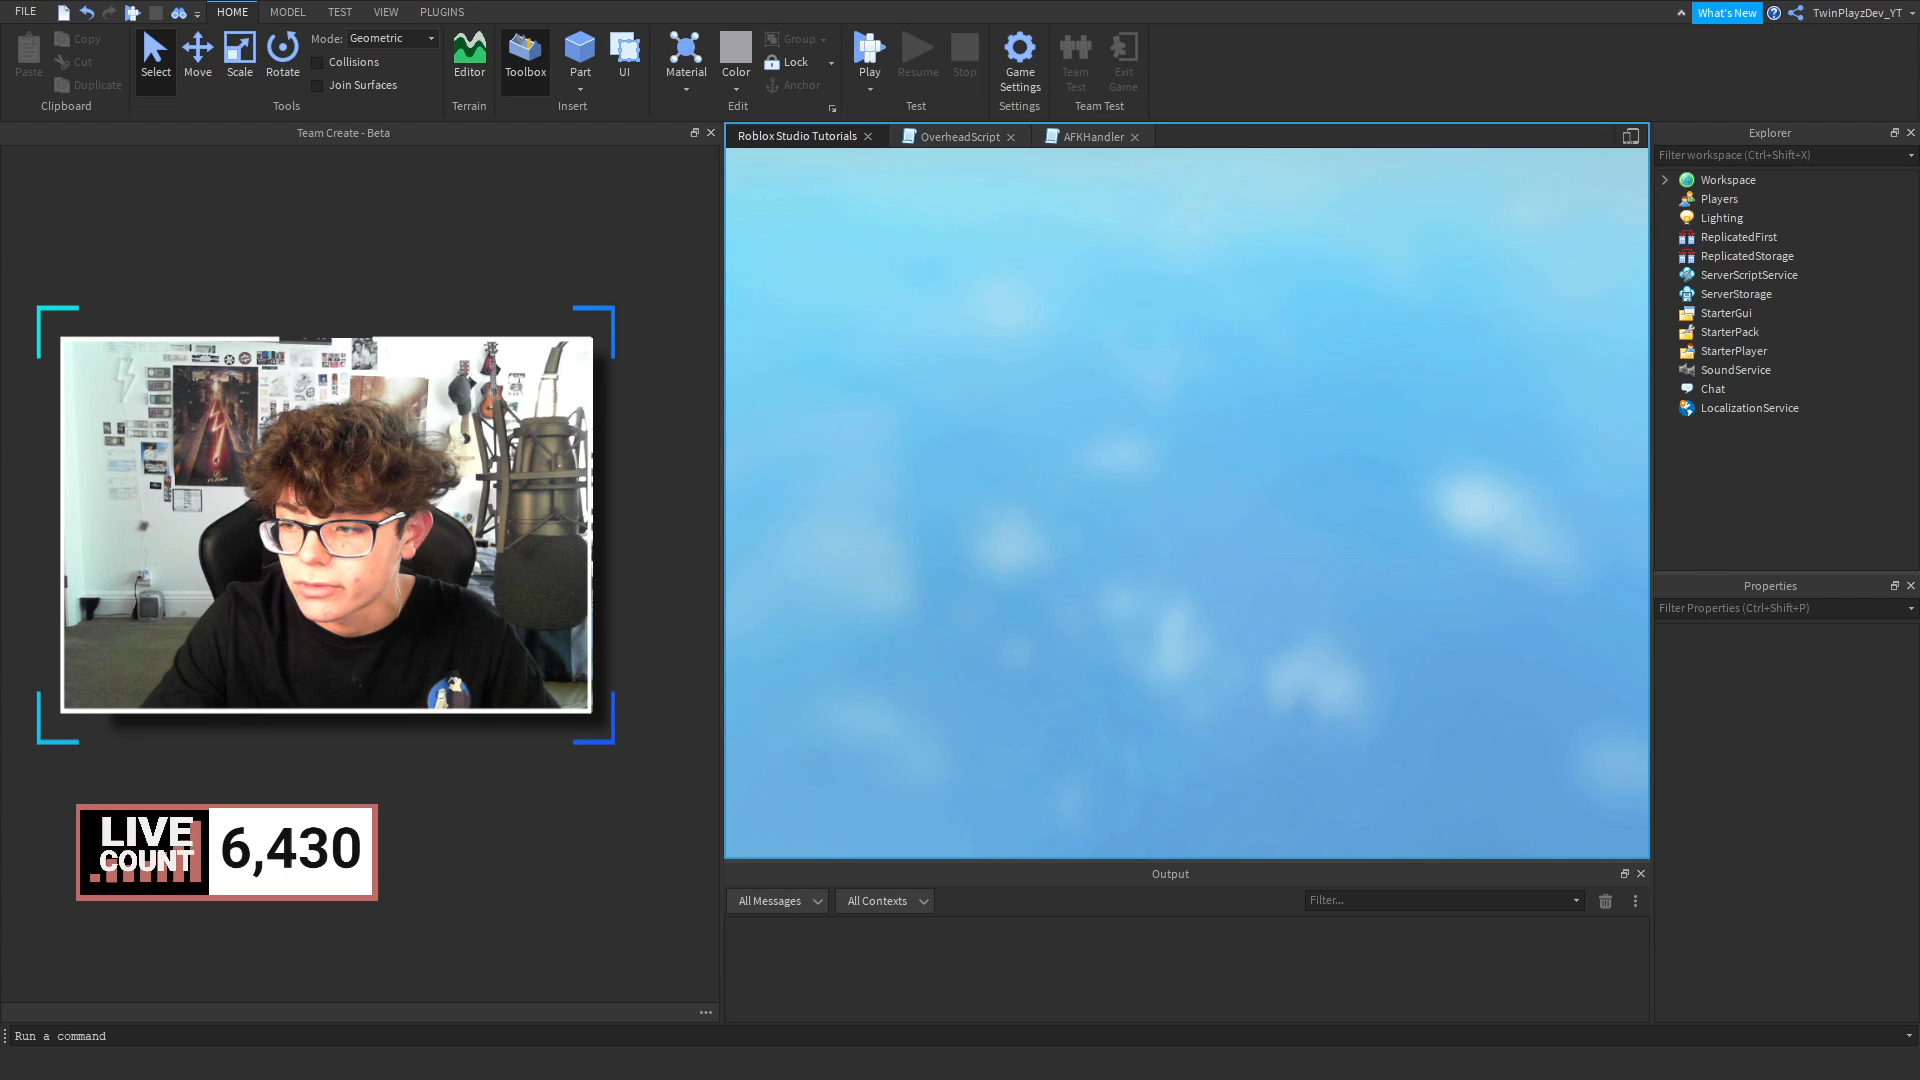 FILE
HOME
MODEL
TEST
VIEW
PLUGINS
What's New
TwinPlayzDev_YT
Paste
Copy
Cut
Duplicate
Clipboard
Select
Move
Scale
Rotate
Mode: Geometric
Collisions
Join Surfaces
Tools
Editor
Terrain
Toolbox
Part
UI
Insert
Material
Color
Group
Lock
Anchor
Edit
Play
Resume
Stop
Test
Game
Settings
Settings
Team
Test
Exit
Game
Team Test
Team Create - Beta
Roblox Studio Tutorials
OverheadScript
AFKHandler
Explorer
Filter workspace (Ctrl+Shift+X)
Workspace
Players
Lighting
ReplicatedFirst
ReplicatedStorage
ServerScriptService
ServerStorage
StarterGui
StarterPack
StarterPlayer
SoundService
Chat
LocalizationService
Properties
Filter Properties (Ctrl+Shift+P)
LIVE
COUNT
6,430
Output
All Messages
All Contexts
Filter...
Run a command